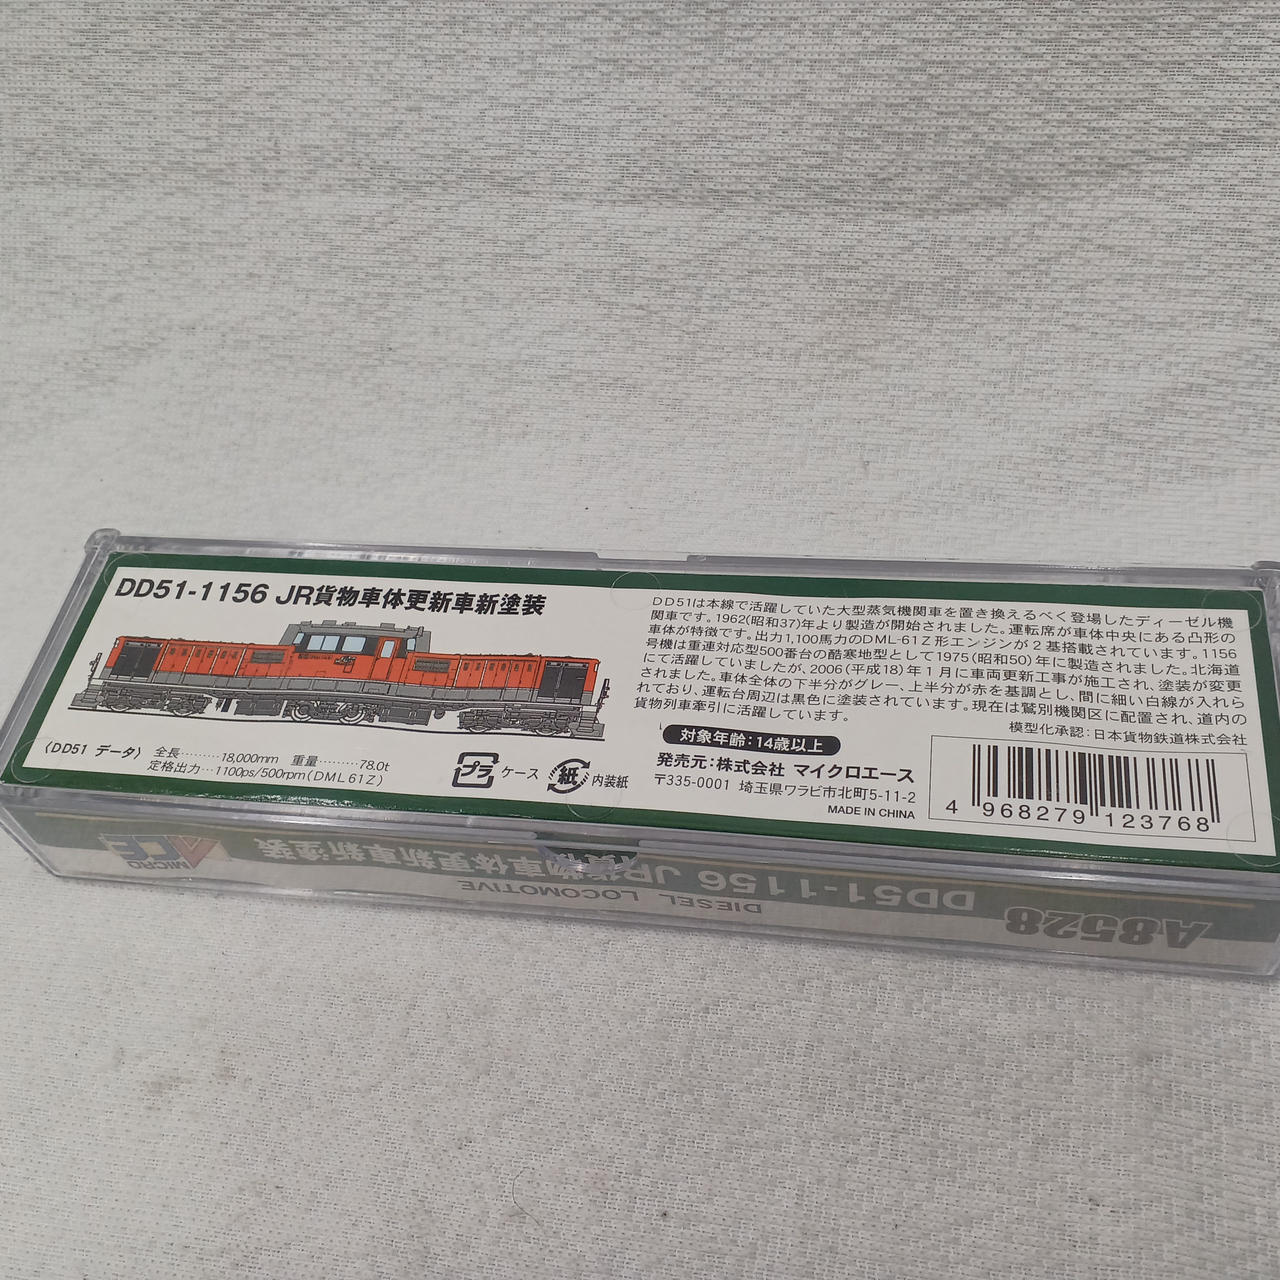 DD51-1156 JR貨物車体更新車新塗装
〈DD51 データ〉 全長………18,000mm 重量………78.0t
定格出力…1100ps/500rpm(DML61Z)
プラ ケース 紙 内装紙
DD51は本線で活躍していた大型蒸気機関車を置き換えるべく登場したディーゼル機
関車です。1962(昭和37)年より製造が開始されました。運転席が車体中央にある凸形の
車体が特徴です。出力1,100馬力のDML-61Z形エンジンが2基搭載されています。1156
号機は重連対応型500番台の酷寒地型として1975(昭和50)年に製造されました。北海道
にて活躍していましたが、2006(平成18)年1月に車両更新工事が施工され、塗装が変更
されました。車体全体の下半分がグレー、上半分が赤を基調とし、間に細い白線が入れら
れており、運転台周辺は黒色に塗装されています。現在は鷲別機関区に配置され、道内の
貨物列車牽引に活躍しています。
模型化承認:日本貨物鉄道株式会社
対象年齢:14歳以上
発売元:株式会社 マイクロエース
〒335-0001 埼玉県ワラビ市北町5-11-2
MADE IN CHINA
4 968279 123768
A8528
DIESEL LOCOMOTIVE
DD51-1156 JR貨物車体更新車新塗装
MICRO ACE